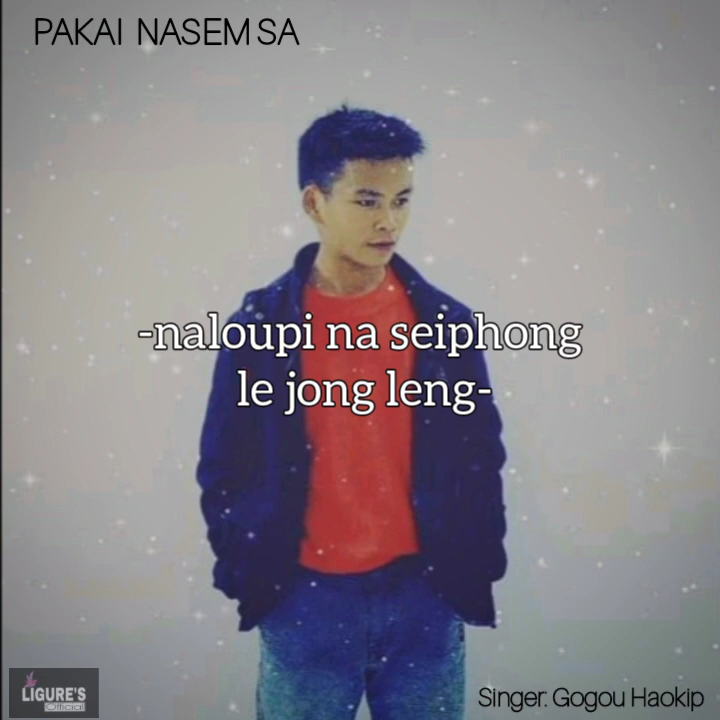 PAKAI NASEM SA
-naloupi na seiphong
le jong leng-
LIGURE'S
Official
Singer: Gogou Haokip